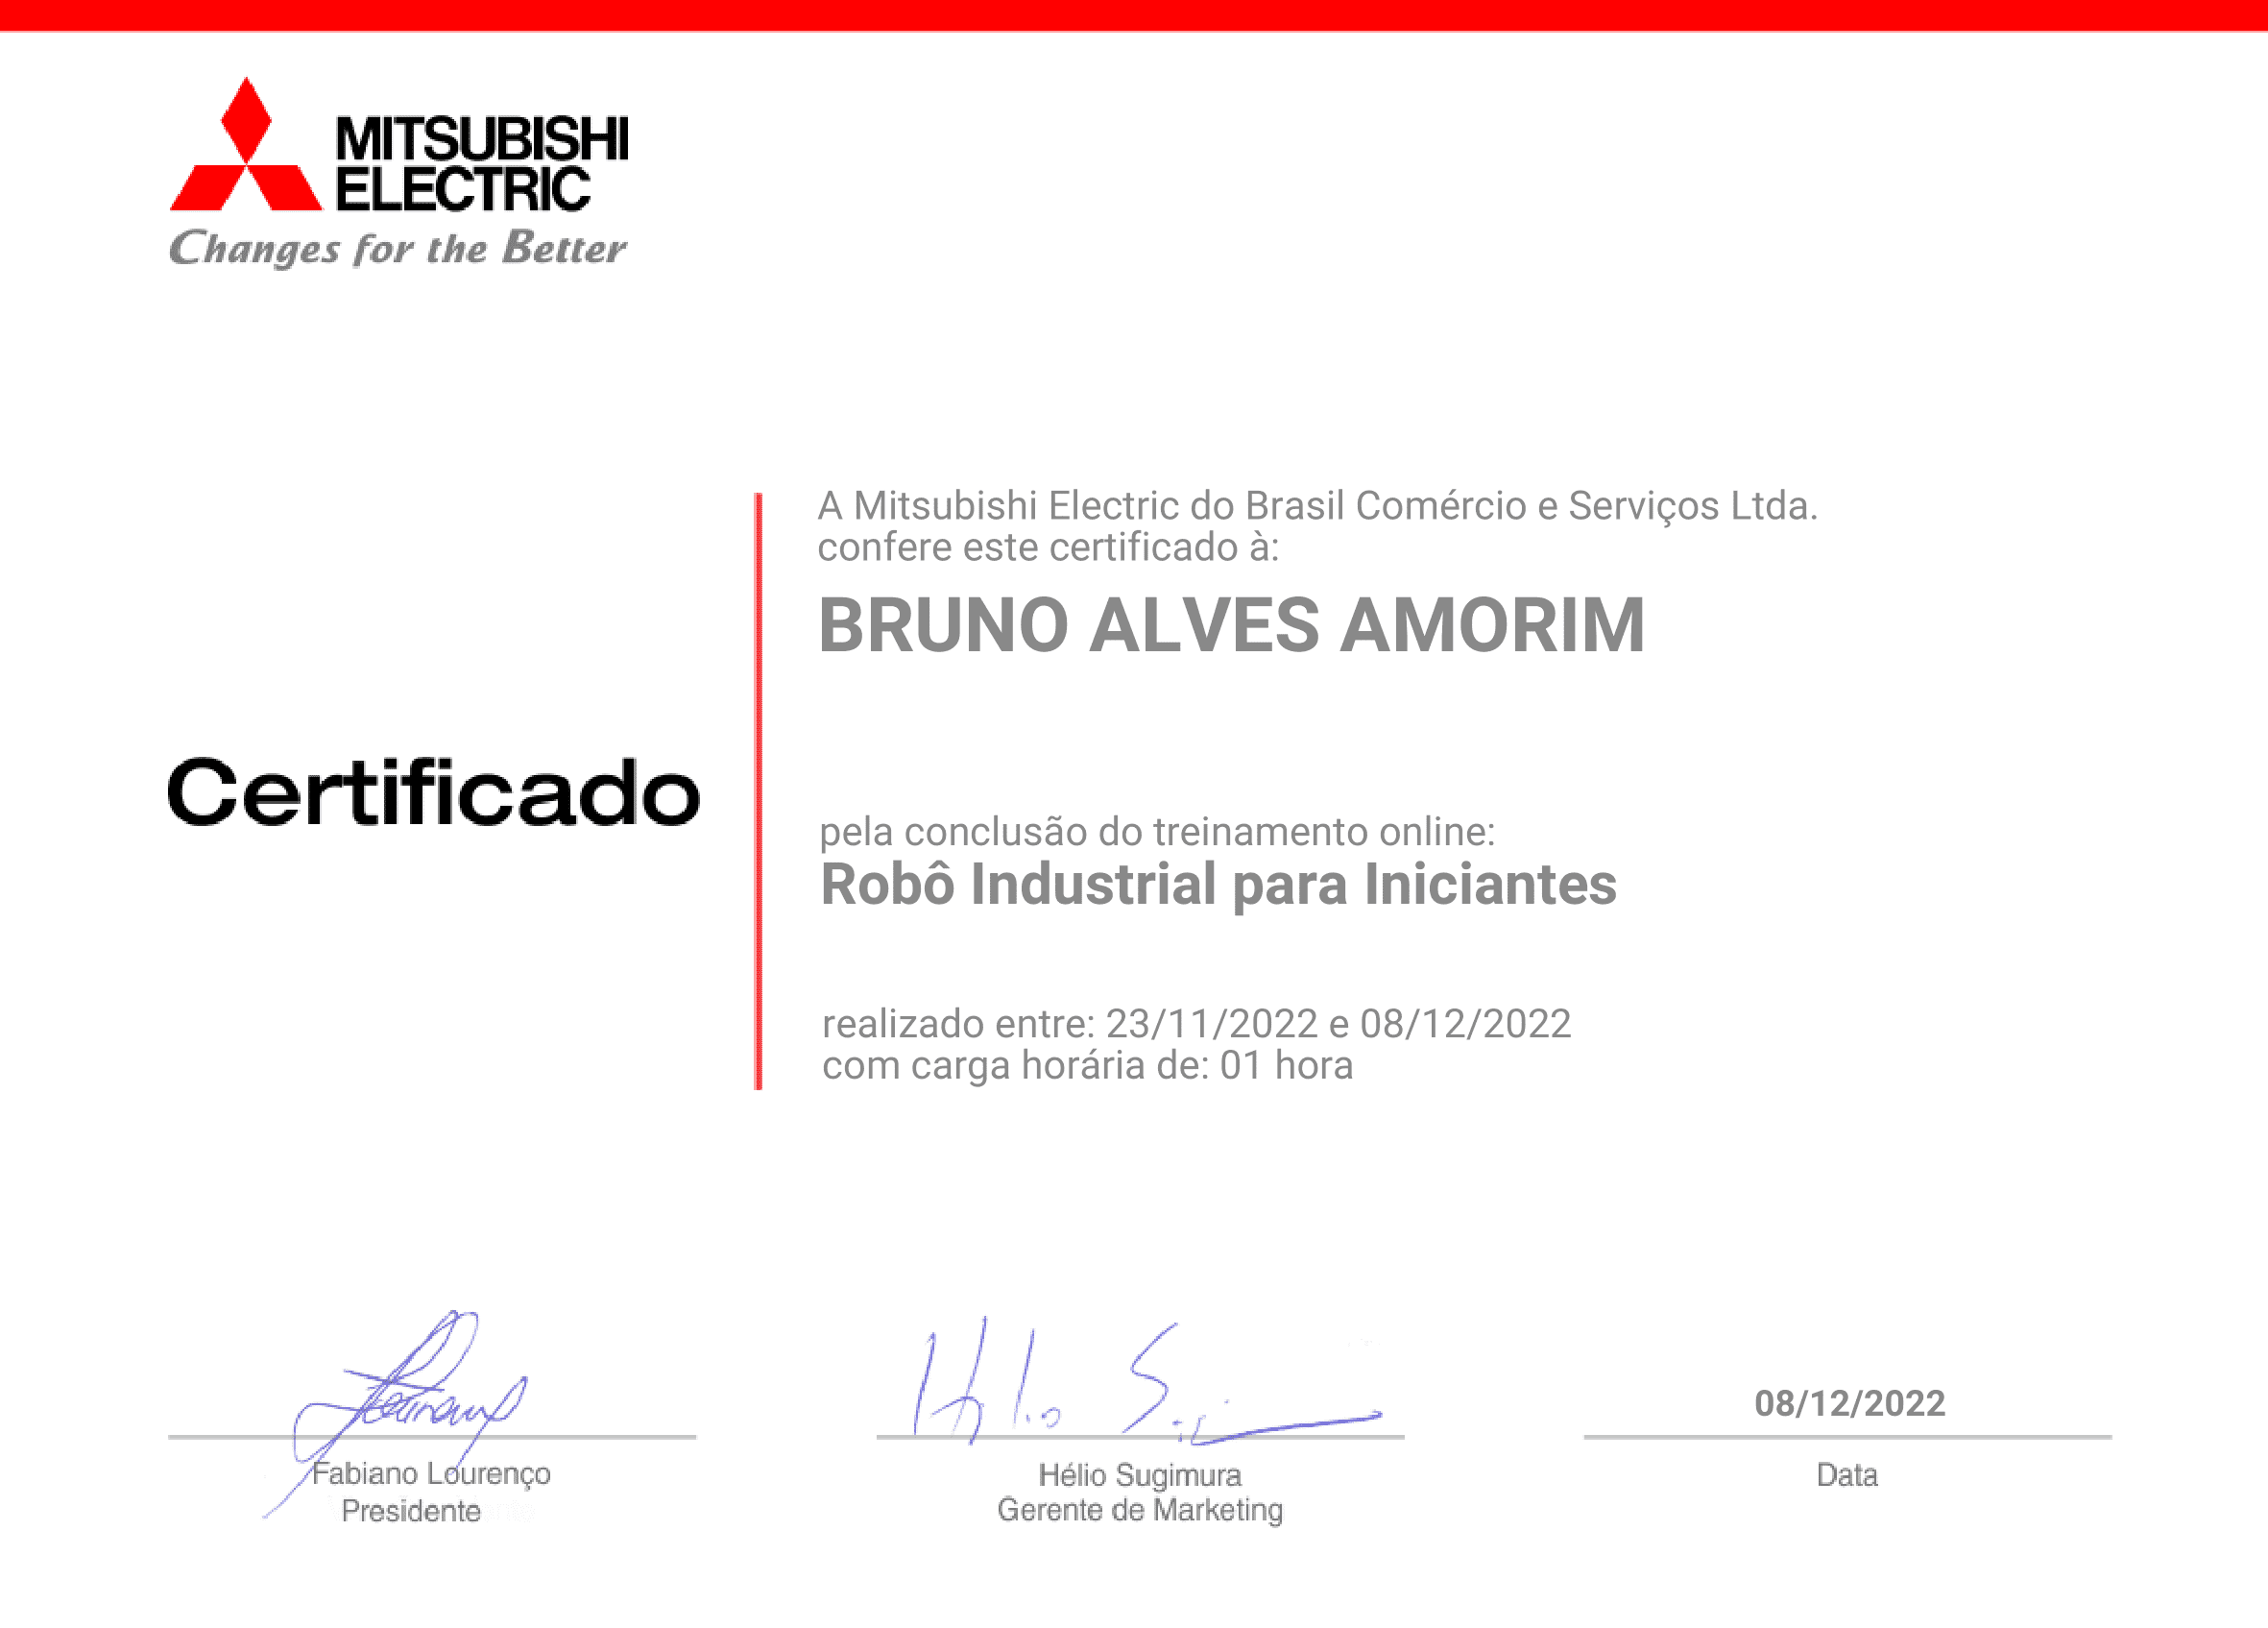 MITSUBISHI
ELECTRIC
Changes for the Better
Certificado
A Mitsubishi Electric do Brasil Comércio e Serviços Ltda.
confere este certificado à:
BRUNO ALVES AMORIM
pela conclusão do treinamento online:
Robô Industrial para Iniciantes
realizado entre: 23/11/2022 e 08/12/2022
com carga horária de: 01 hora
Fabiano Lourenço
Presidente
Hélio Sugimura
Gerente de Marketing
08/12/2022
Data